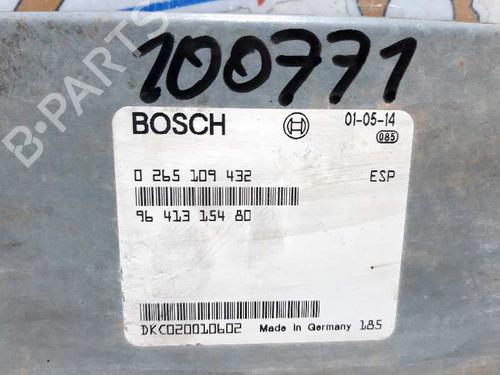 100771
BOSCH
01-05-14
085
0 265 109 432
ESP
96 413 154 80
DKC020010602 Made in Germany 185
B-PARTS